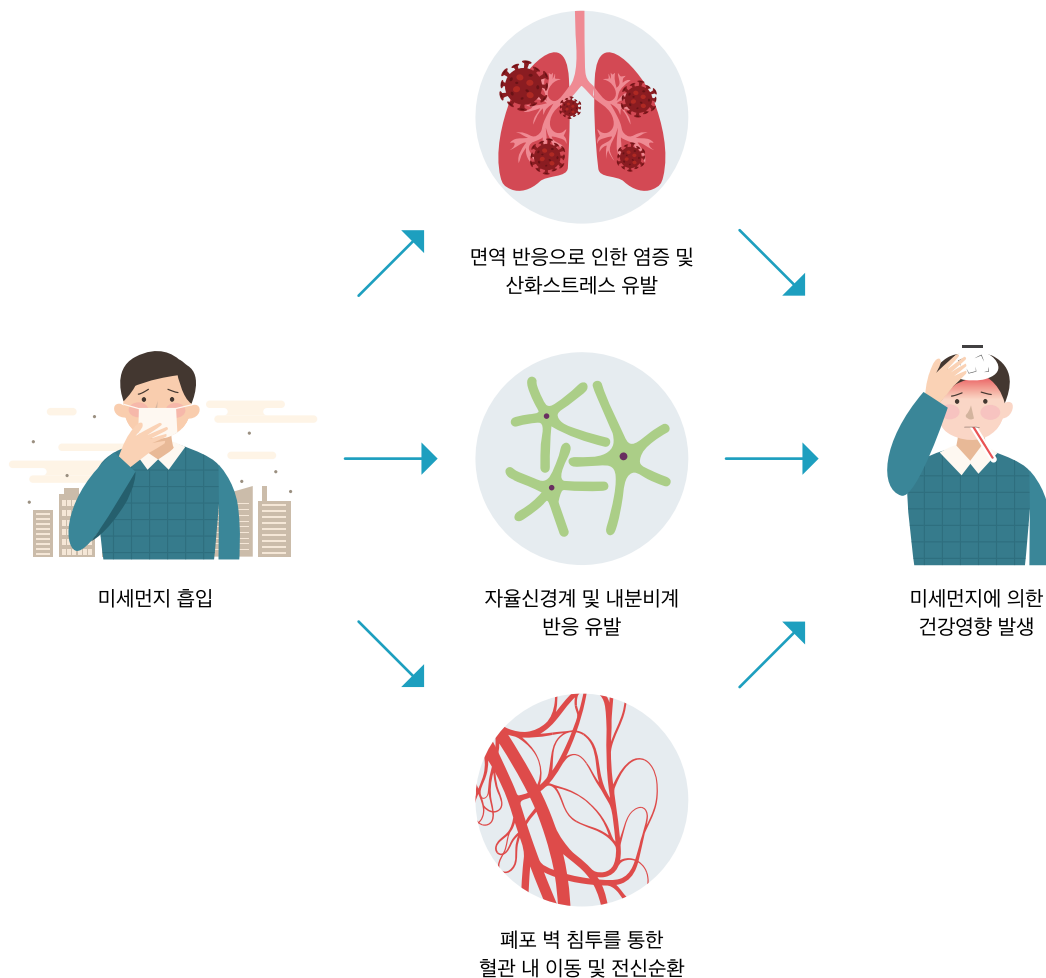 면역 반응으로 인한 염증 및
산화스트레스 유발
미세먼지 흡입
자율신경계 및 내분비계
반응 유발
미세먼지에 의한
건강영향 발생
폐포 벽 침투를 통한
혈관 내 이동 및 전신순환